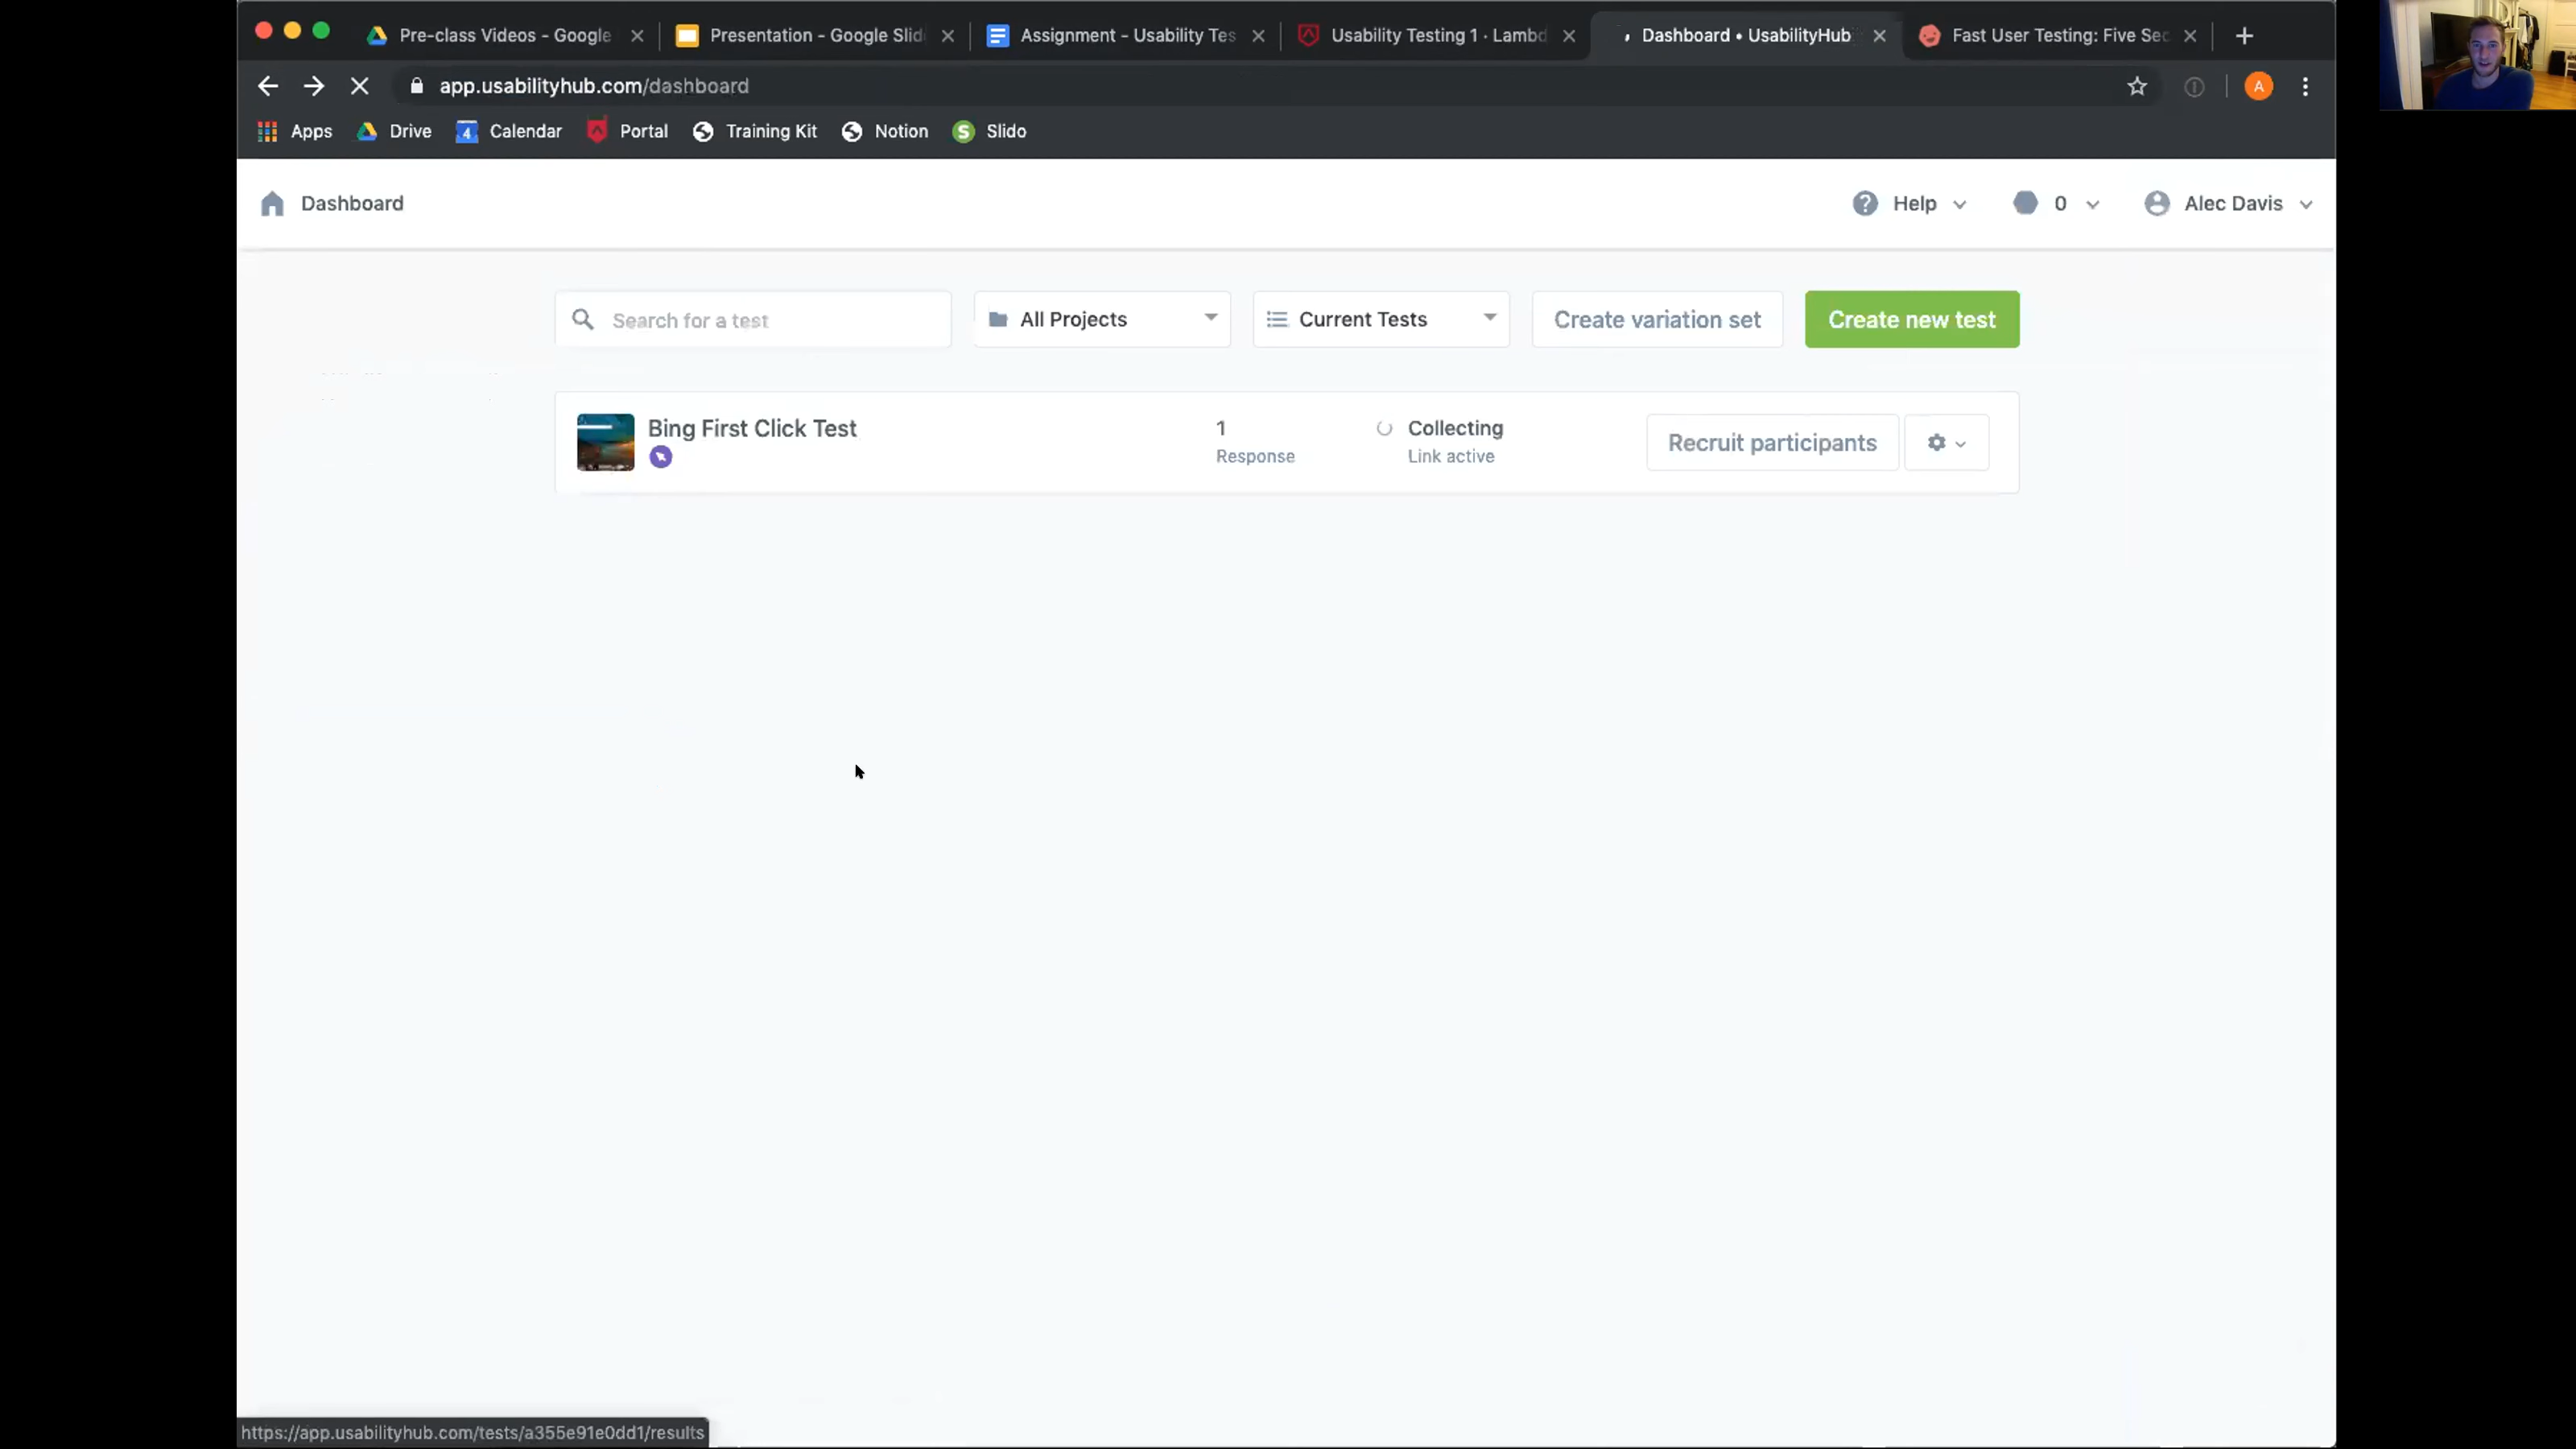 Pre-class Videos - Google
Presentation - Google Slid
Assignment - Usability Tes
Usability Testing 1 · Lambd
Dashboard • UsabilityHub
Fast User Testing: Five Sec
app.usabilityhub.com/dashboard
A
Apps
Drive
4
Calendar
Portal
Training Kit
Notion
S
Slido
Dashboard
?
Help
0
Alec Davis
Search for a test
All Projects
Current Tests
Create variation set
Create new test
Bing First Click Test
1
Response
Collecting
Link active
Recruit participants
https://app.usabilityhub.com/tests/a355e91e0dd1/results